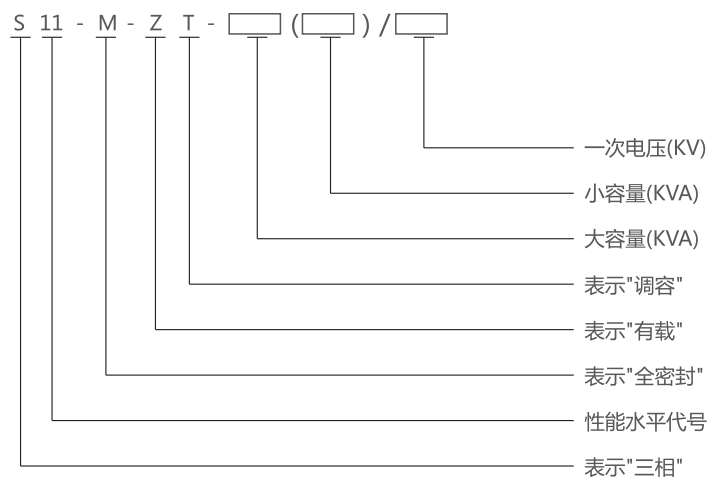 S 11 - M - Z T - ( ) /
一次电压(KV)
小容量(KVA)
大容量(KVA)
表示"调容"
表示"有载"
表示"全密封"
性能水平代号
表示"三相"